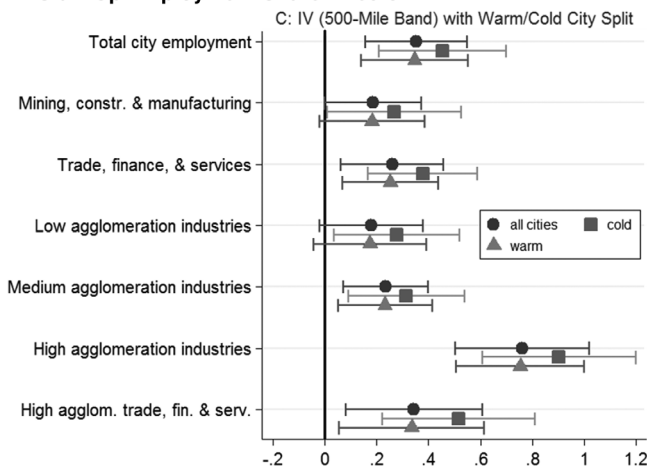 C: IV (500-Mile Band) with Warm/Cold City Split
Total city employment
Mining, constr. & manufacturing
Trade, finance, & services
Low agglomeration industries
all cities cold
warm
Medium agglomeration industries
High agglomeration industries
High agglom. trade, fin. & serv.
-.2 0 .2 .4 .6 .8 1 1.2